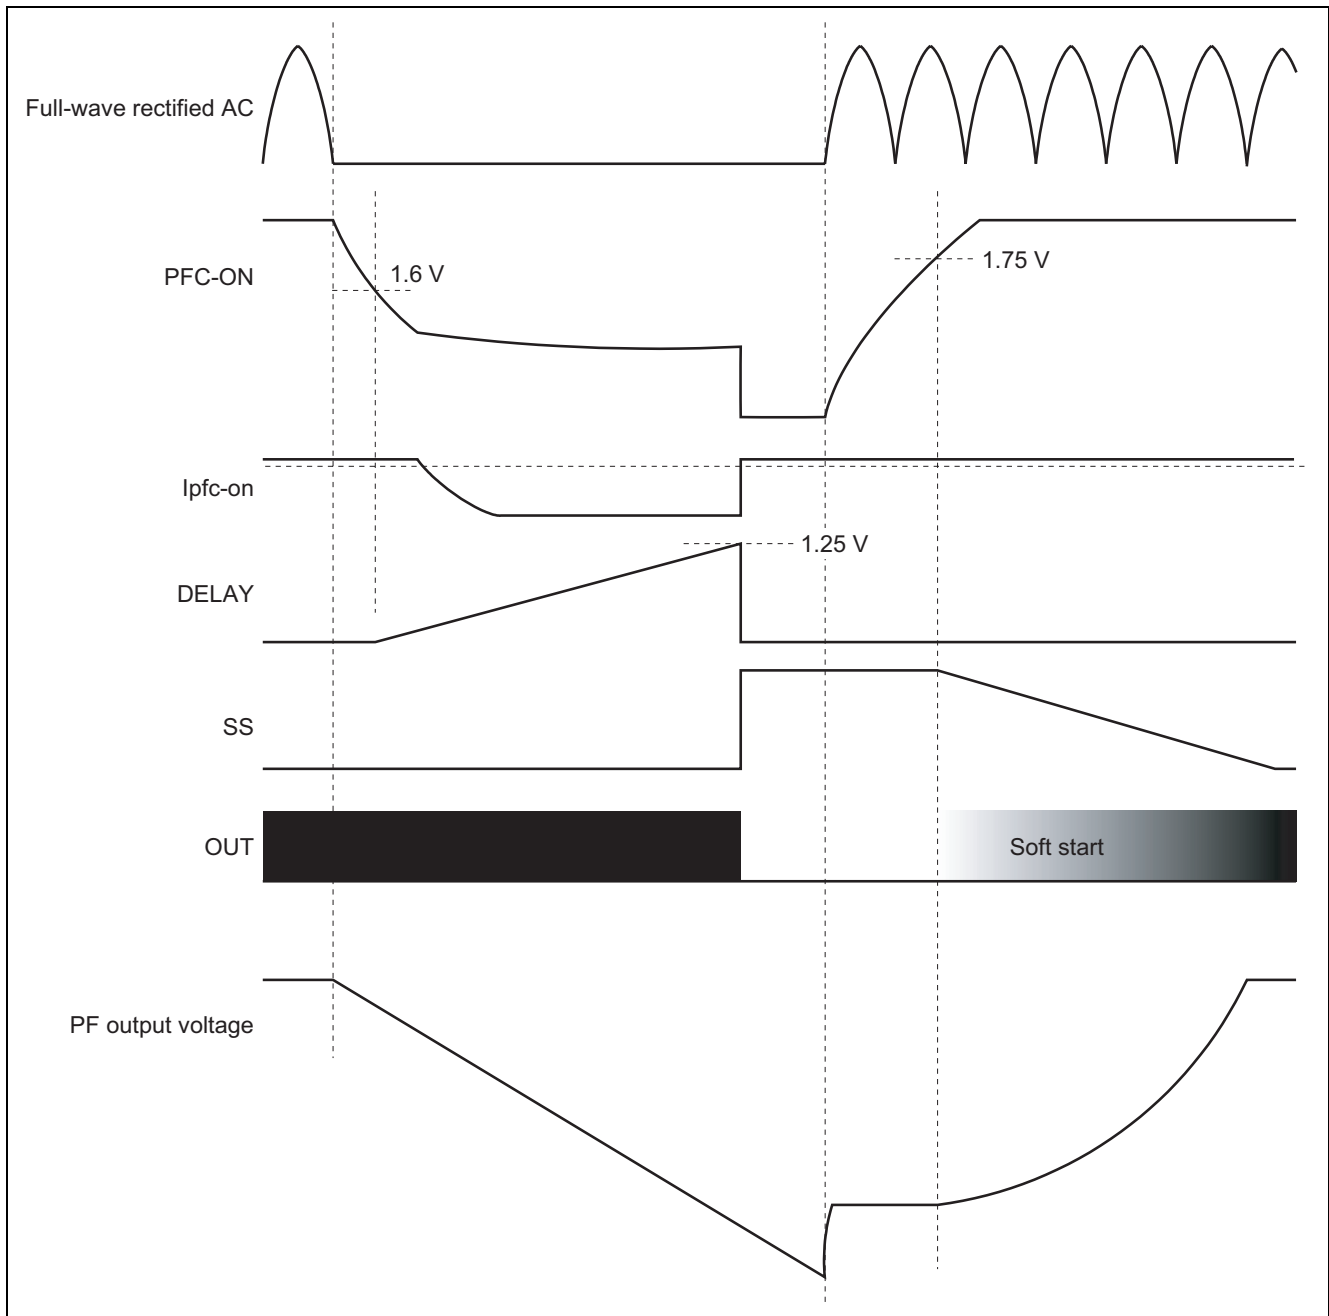 Full-wave rectified AC
PFC-ON
1.6 V
1.75 V
Ipfc-on
1.25 V
DELAY
SS
OUT
Soft start
PF output voltage